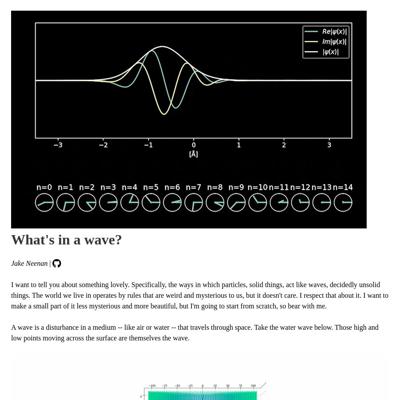 Re|ψ(x)|
Im|ψ(x)|
|ψ(x)|
−3 −2 −1 0 1 2 3
[Å]
n=0 n=1 n=2 n=3 n=4 n=5 n=6 n=7 n=8 n=9 n=10 n=11 n=12 n=13 n=14
What's in a wave?
Jake Neenan |
I want to tell you about something lovely. Specifically, the ways in which particles, solid things, act like waves, decidedly unsolid
things. The world we live in operates by rules that are weird and mysterious to us, but it doesn't care. I respect that about it. I want to
make a small part of it less mysterious and more beautiful, but I'm going to start from scratch, so bear with me.
A wave is a disturbance in a medium -- like air or water -- that travels through space. Take the water wave below. Those high and
low points moving across the surface are themselves the wave.